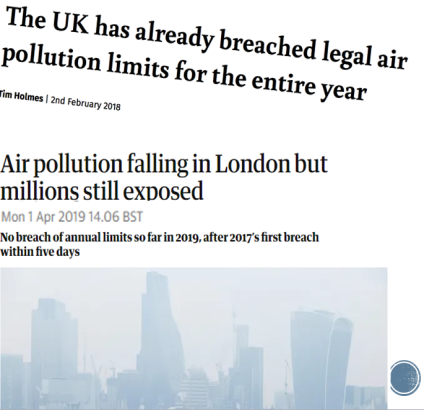 The UK has already breached legal air
pollution limits for the entire year
Tim Holmes | 2nd February 2018
Air pollution falling in London but
millions still exposed
Mon 1 Apr 2019 14.06 BST
No breach of annual limits so far in 2019, after 2017's first breach
within five days